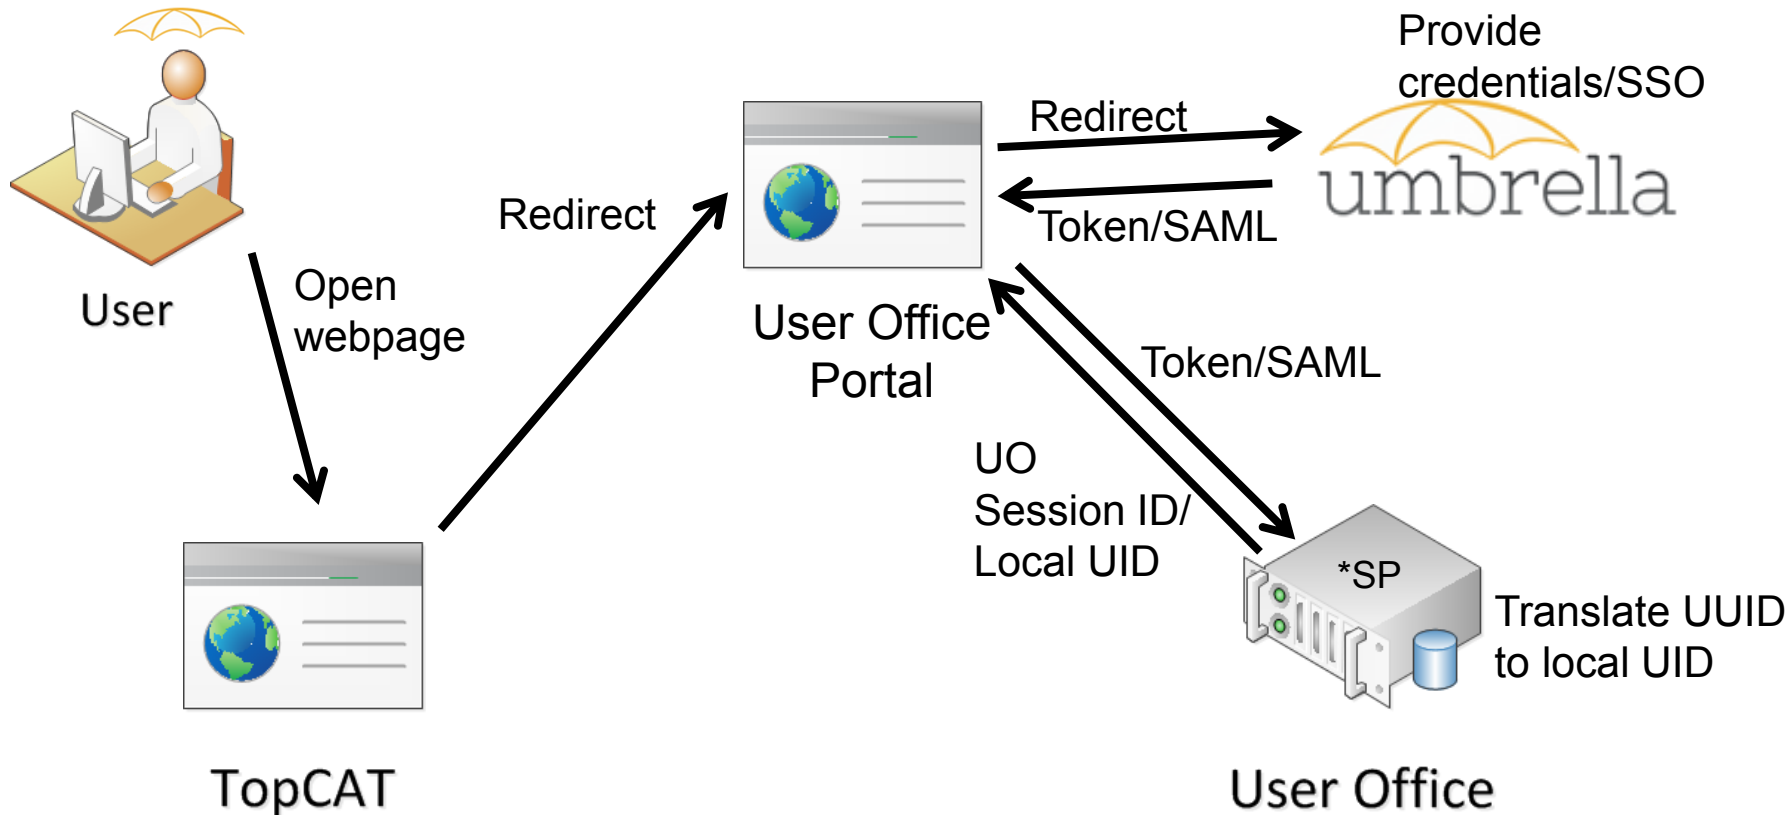 Provide
credentials/SSO
Redirect
umbrella
Redirect
Token/SAML
User
Open
webpage
User Office
Portal
Token/SAML
UO
Session ID/
Local UID
*SP
Translate UUID
to local UID
TopCAT
User Office